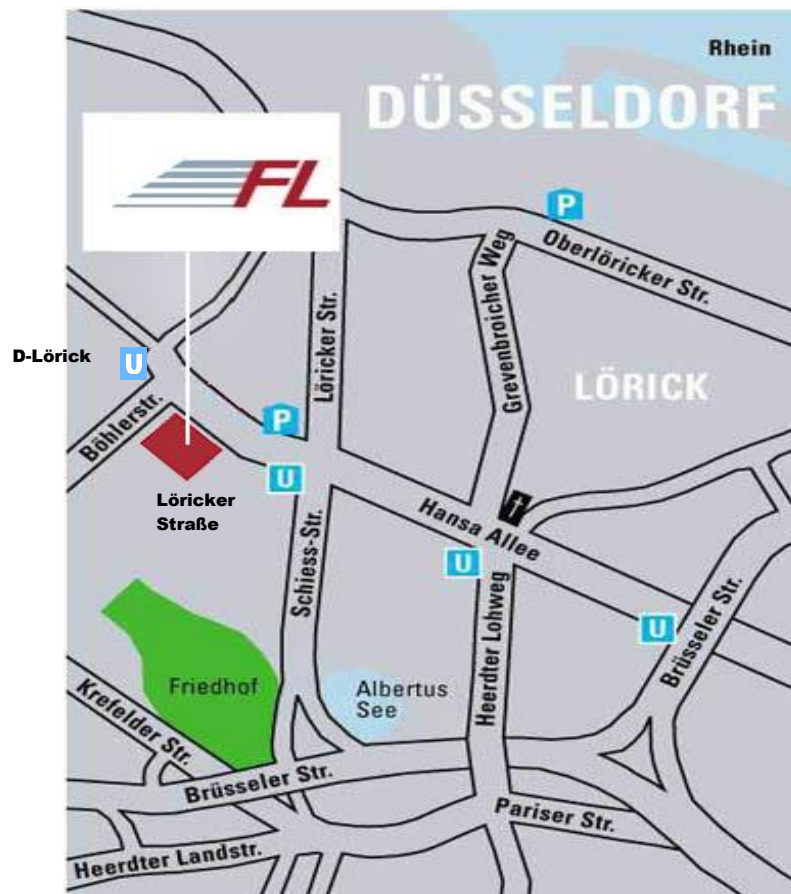 Rhein
DÜSSELDORF
FL
P
Oberlöricker Str.
Grevenbroicher Weg
Löricker Str.
D-Lörick
U
LÖRICK
Böhlerstr.
P
U
Löricker
Straße
Hansa Allee
U
Schiess-Str.
Heerdter Lohweg
U
Brüsseler Str.
Friedhof
Albertus
See
Krefelder Str.
Brüsseler Str.
Pariser Str.
Heerdter Landstr.